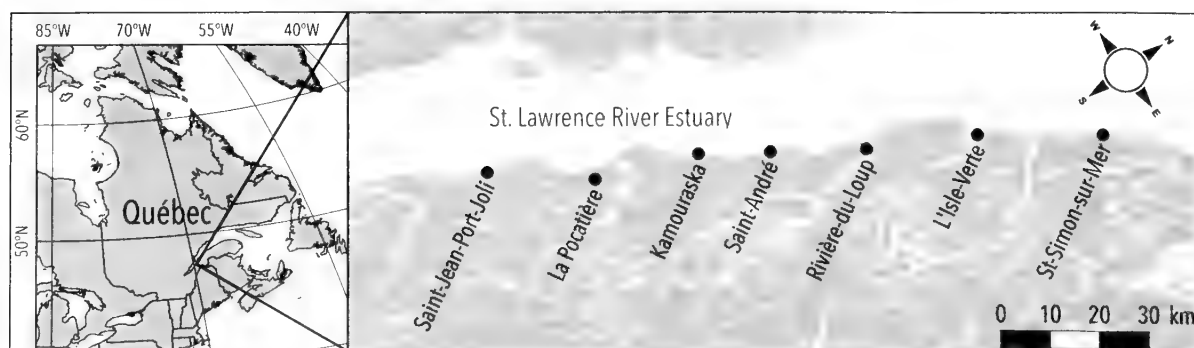 85°W 70°W 55°W 40°W
60°N
50°N
Québec
St. Lawrence River Estuary
Saint-Jean-Port-Joli
La Pocatière
Kamouraska
Saint-André
Rivière-du-Loup
L'Isle-Verte
St-Simon-sur-Mer
W N
S E
0 10 20 30 km